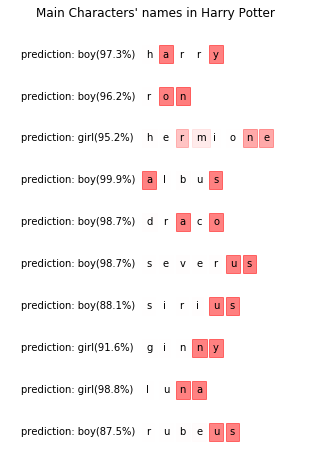 Main Characters' names in Harry Potter
prediction: boy(97.3%) h a r r y
prediction: boy(96.2%) r o n
prediction: girl(95.2%) h e r m i o n e
prediction: boy(99.9%) a l b u s
prediction: boy(98.7%) d r a c o
prediction: boy(98.7%) s e v e r u s
prediction: boy(88.1%) s i r i u s
prediction: girl(91.6%) g i n n y
prediction: girl(98.8%) l u n a
prediction: boy(87.5%) r u b e u s